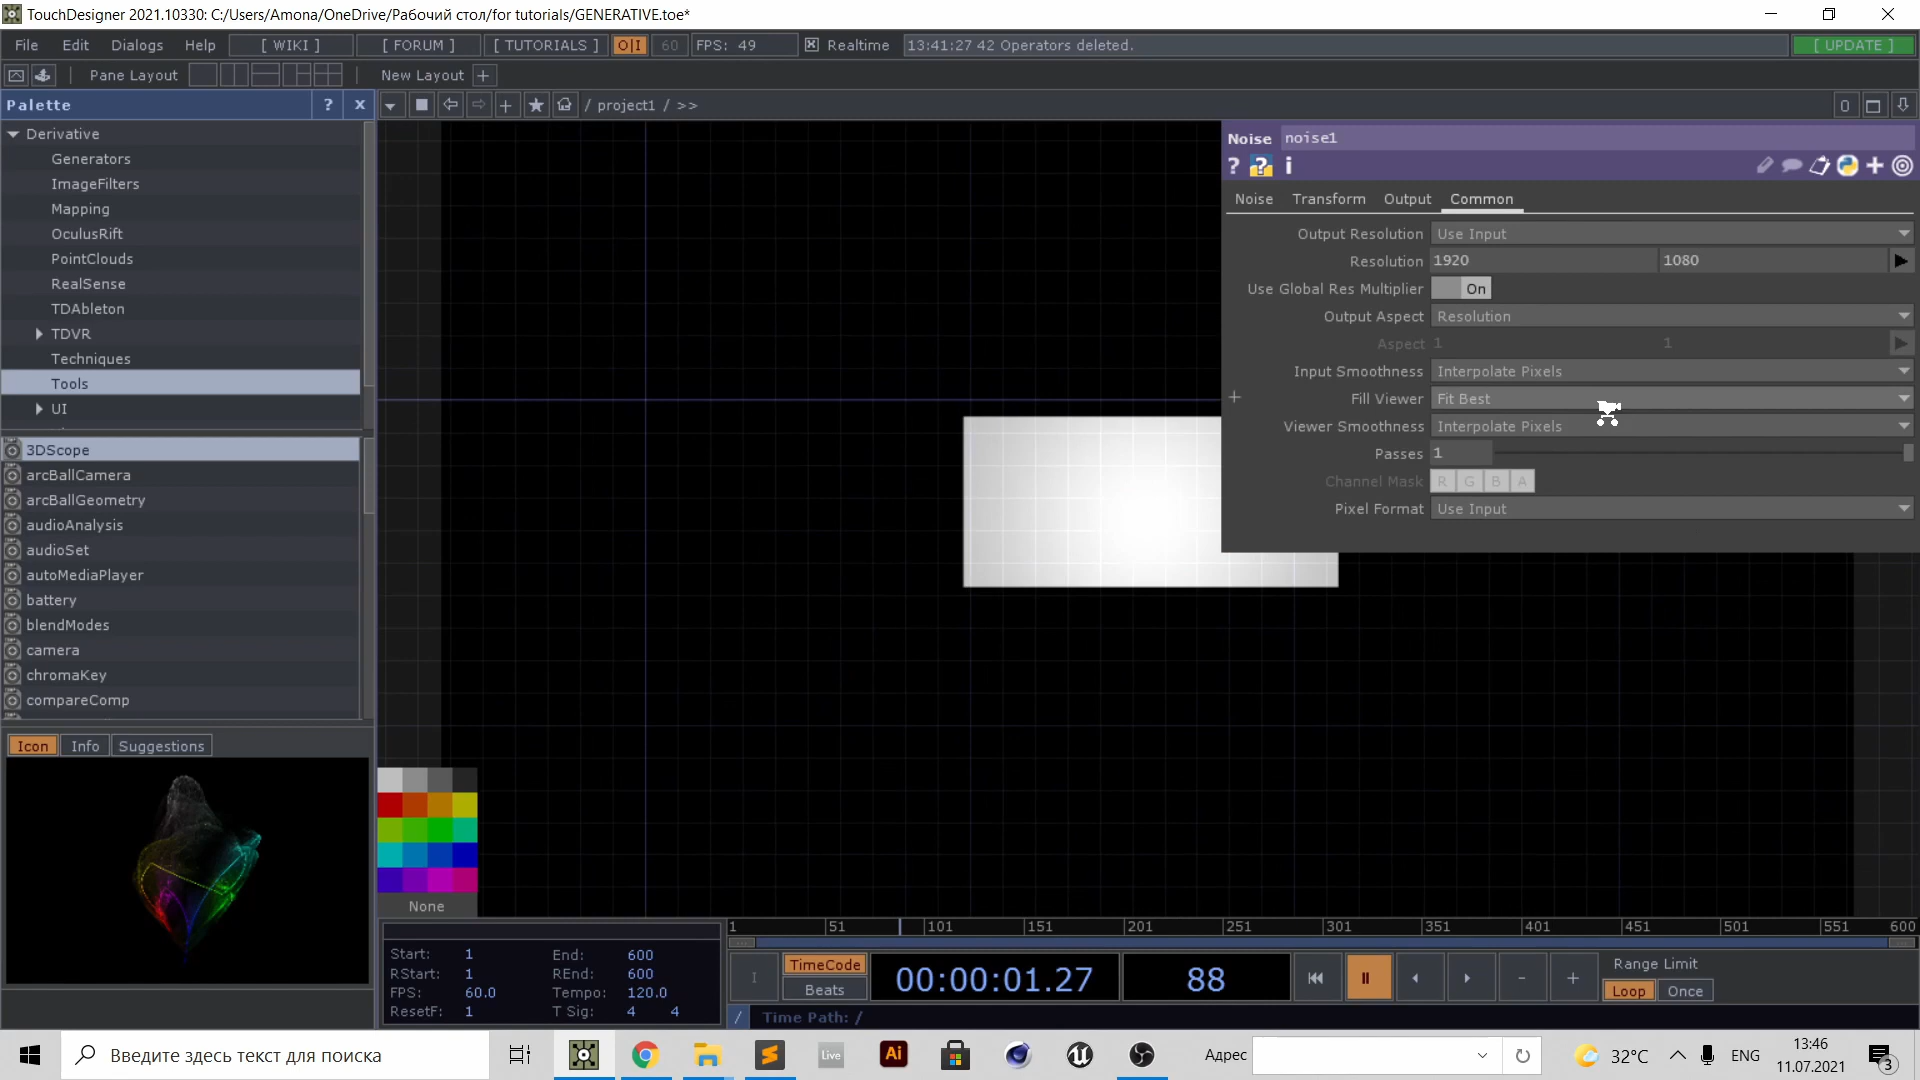 TouchDesigner 2021.10330: C:/Users/Amona/OneDrive/Рабочий стол/for tutorials/GENERATIVE.toe*
File Edit Dialogs Help [ WIKI ] [ FORUM ] [ TUTORIALS ] O|I 60 FPS: 49 Realtime 13:41:27 42 Operators deleted. [ UPDATE ]
Pane Layout New Layout +
Palette ? x / project1 / >> 0
Derivative
Generators
ImageFilters
Mapping
OculusRift
PointClouds
RealSense
TDAbleton
TDVR
Techniques
Tools
UI
3DScope
arcBallCamera
arcBallGeometry
audioAnalysis
audioSet
autoMediaPlayer
battery
blendModes
camera
chromaKey
compareComp
Icon Info Suggestions
None
Noise noise1
? ? i
Noise Transform Output Common
Output Resolution Use Input
Resolution 1920 1080
Use Global Res Multiplier On
Output Aspect Resolution
Aspect 1 1
Input Smoothness Interpolate Pixels
+ Fill Viewer Fit Best
Viewer Smoothness Interpolate Pixels
Passes 1
Channel Mask R G B A
Pixel Format Use Input
1 51 101 151 201 251 301 351 401 451 501 551 600
Start: 1 End: 600
RStart: 1 REnd: 600
FPS: 60.0 Tempo: 120.0
ResetF: 1 T Sig: 4 4
TimeCode
Beats
00:00:01.27 88
- +
Range Limit
Loop Once
/ Time Path: /
Введите здесь текст для поиска
Live Ai
Адрес
32°C ENG
13:46
11.07.2021
3